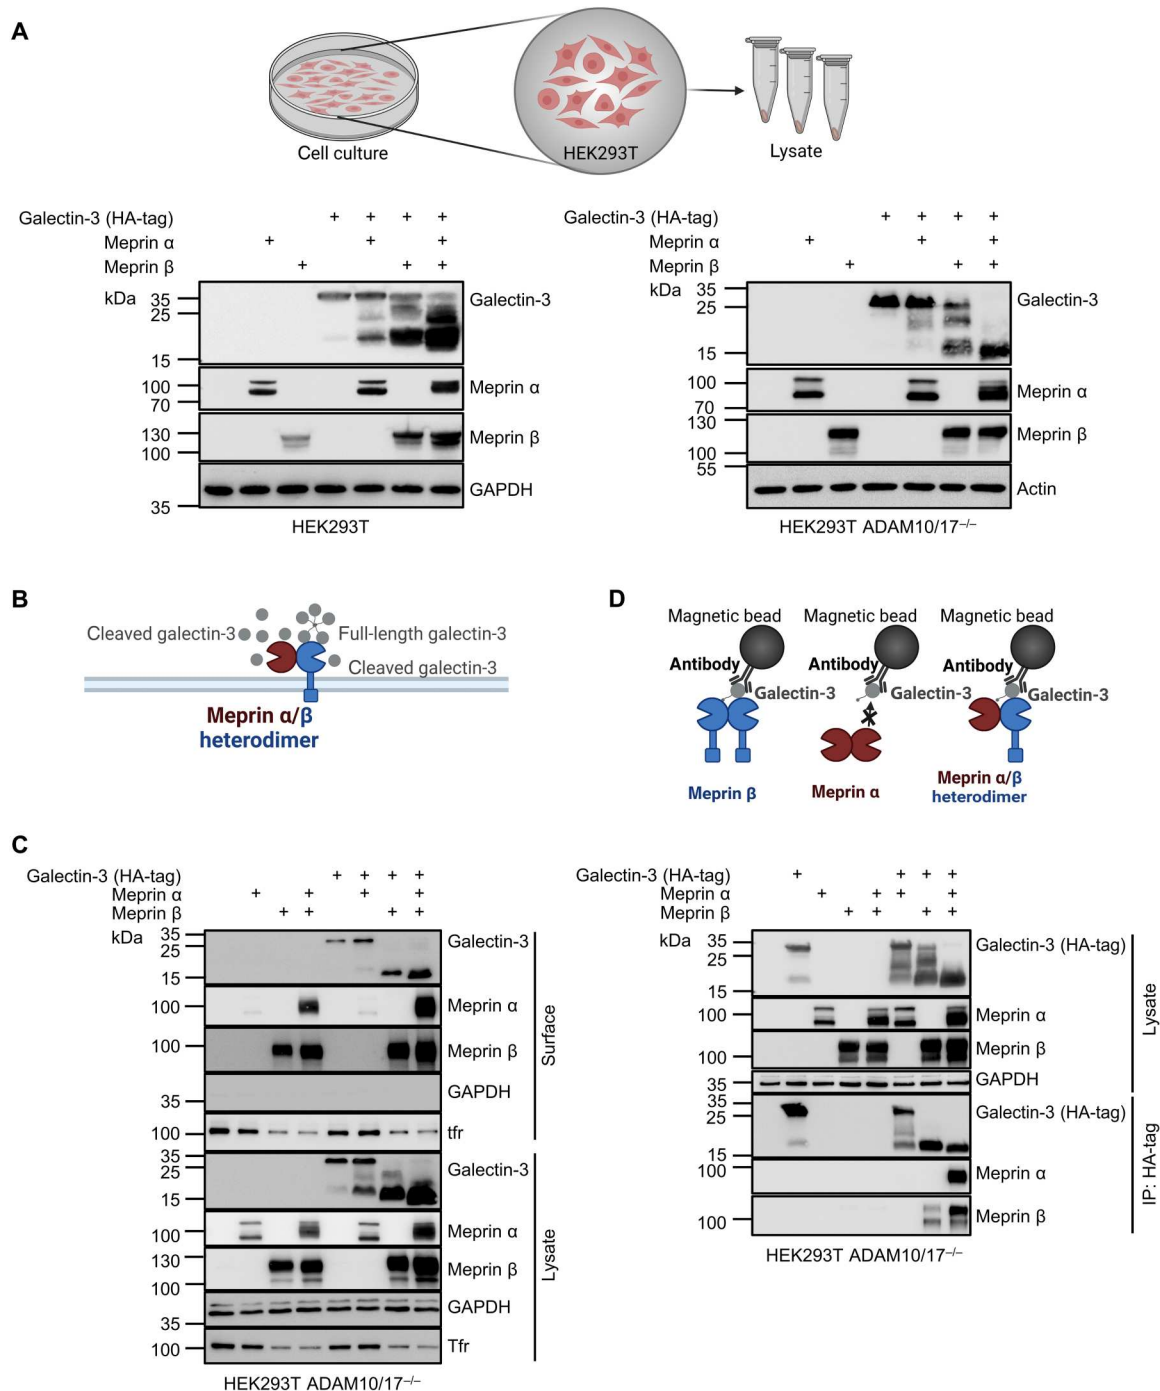 A
Cell culture
HEK293T
Lysate
Galectin-3 (HA-tag) + + + +
Meprin α + + +
Meprin β + + +
kDa
35
25
15
Galectin-3
100
70
Meprin α
130
100
Meprin β
35
GAPDH
HEK293T
Galectin-3 (HA-tag) + + + +
Meprin α + + +
Meprin β + + +
kDa
35
25
15
Galectin-3
100
70
Meprin α
130
100
Meprin β
55
Actin
HEK293T ADAM10/17–/–
B
Cleaved galectin-3
Full-length galectin-3
Cleaved galectin-3
Meprin α/β
heterodimer
D
Magnetic bead Magnetic bead Magnetic bead
Antibody Antibody Antibody
Galectin-3 Galectin-3 Galectin-3
Meprin β
Meprin α
Meprin α/β
heterodimer
C
Galectin-3 (HA-tag) + + + +
Meprin α + + + +
Meprin β + + + +
kDa
35
25
15
Galectin-3
100
Meprin α
100
Meprin β
35
GAPDH
100
tfr
Surface
35
25
15
Galectin-3
100
Meprin α
130
100
Meprin β
35
GAPDH
100
Tfr
Lysate
HEK293T ADAM10/17–/–
Galectin-3 (HA-tag) + + + +
Meprin α + + + +
Meprin β + + + +
kDa
35
25
15
Galectin-3 (HA-tag)
100
Meprin α
100
Meprin β
35
GAPDH
Lysate
35
25
15
Galectin-3 (HA-tag)
100
Meprin α
100
Meprin β
IP: HA-tag
HEK293T ADAM10/17–/–